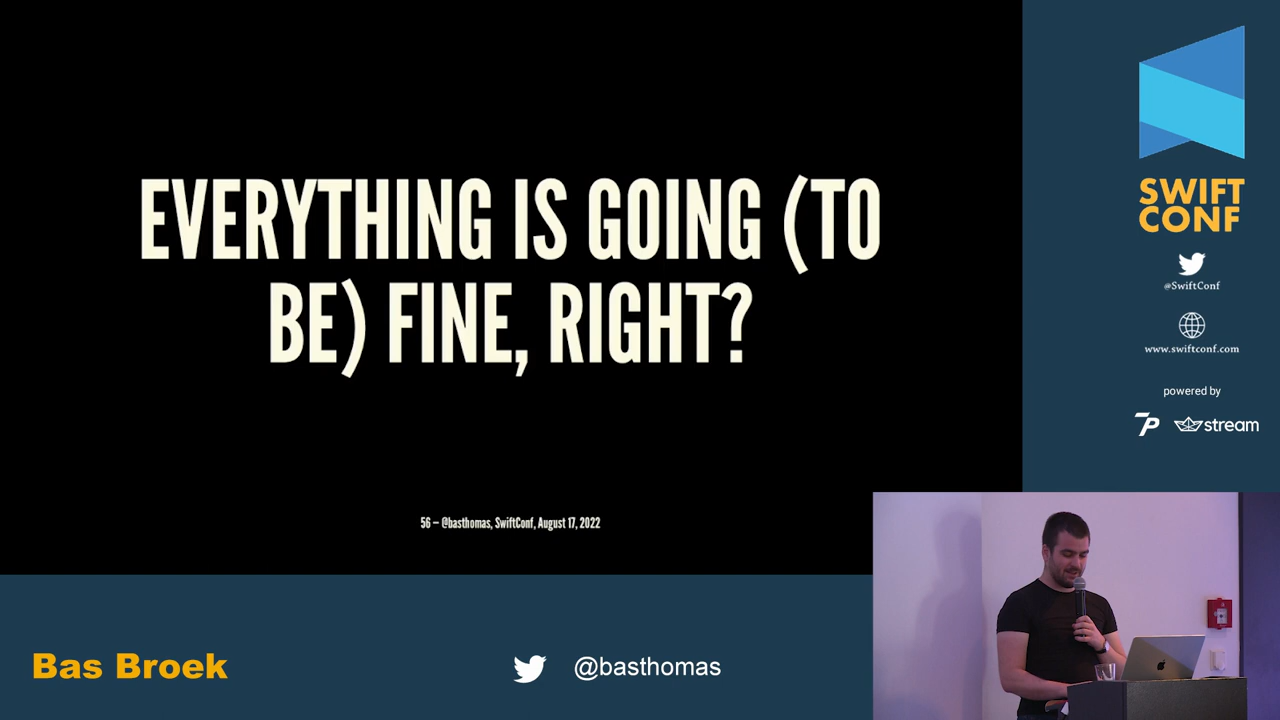 EVERYTHING IS GOING (TO
BE) FINE, RIGHT?
56 – @basthomas, SwiftConf, August 17, 2022
SWIFT
CONF
@SwiftConf
www.swiftconf.com
powered by
7P stream
Bas Broek
@basthomas